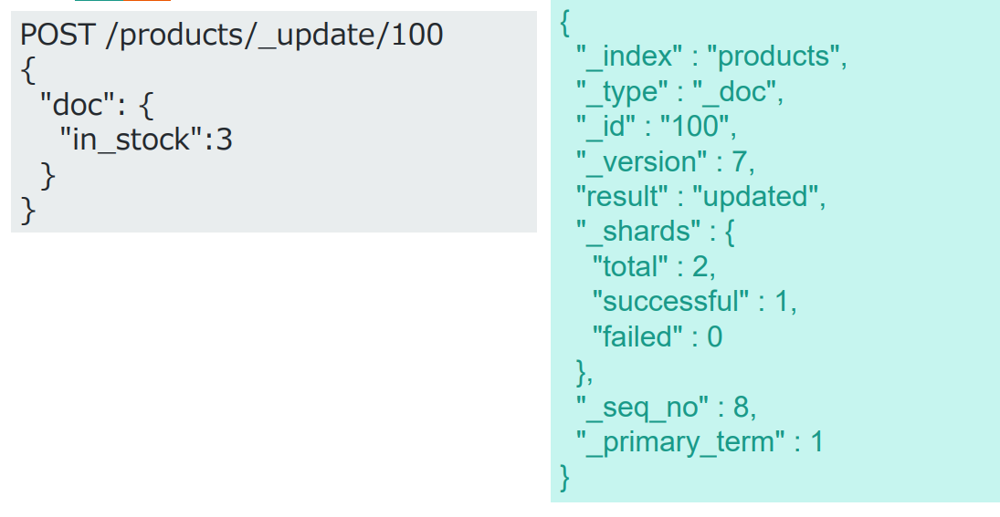 POST /products/_update/100
{
"doc": {
"in_stock":3
}
}
{
"_index" : "products",
"_type" : "_doc",
"_id" : "100",
"_version" : 7,
"result" : "updated",
"_shards" : {
"total" : 2,
"successful" : 1,
"failed" : 0
},
"_seq_no" : 8,
"_primary_term" : 1
}